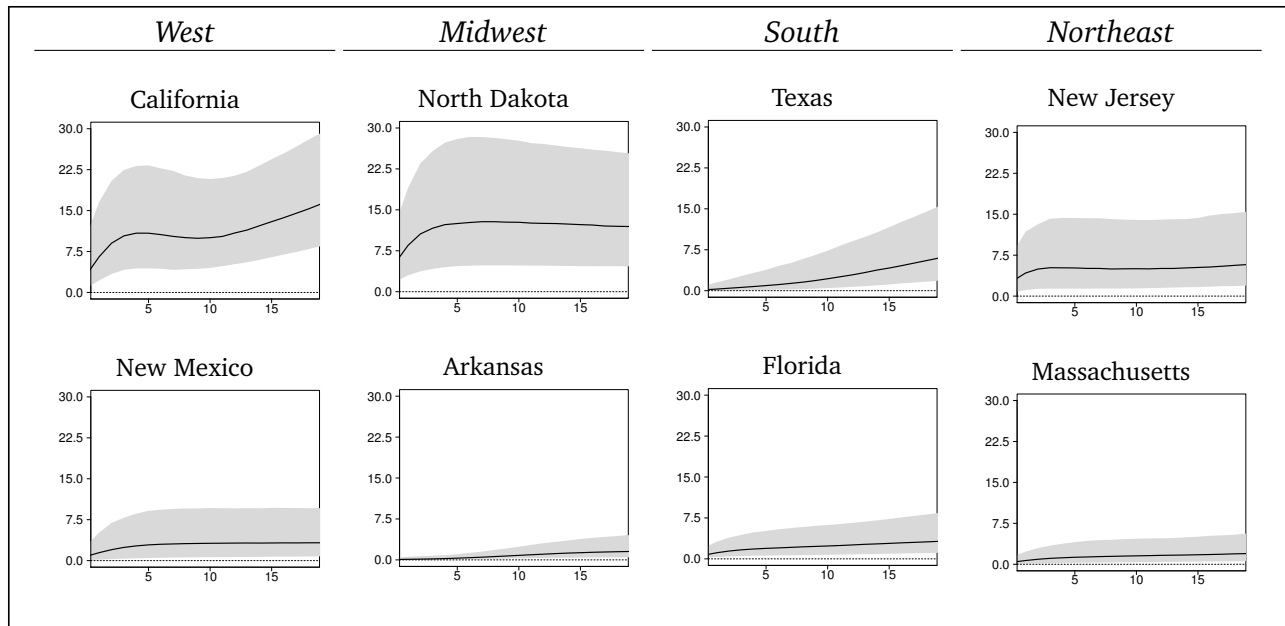 West Midwest South Northeast
California North Dakota Texas New Jersey
30.0 30.0 30.0 30.0
22.5 22.5 22.5 22.5
15.0 15.0 15.0 15.0
7.5 7.5 7.5 7.5
0.0 0.0 0.0 0.0
5 10 15 5 10 15 5 10 15 5 10 15
New Mexico Arkansas Florida Massachusetts
30.0 30.0 30.0 30.0
22.5 22.5 22.5 22.5
15.0 15.0 15.0 15.0
7.5 7.5 7.5 7.5
0.0 0.0 0.0 0.0
5 10 15 5 10 15 5 10 15 5 10 15